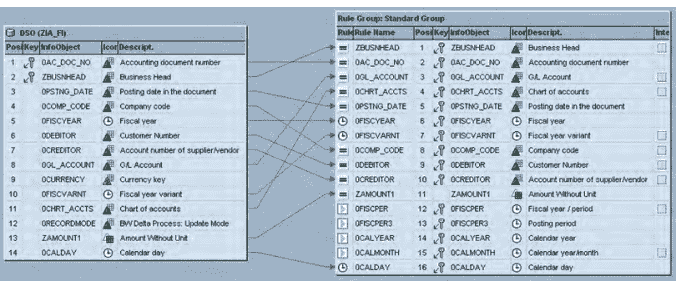 DSO (ZIA_FI)
Posi Key InfoObject Icon Descript.
1 0AC_DOC_NO Accounting document number
2 ZBUSNHEAD Business Head
3 0PSTNG_DATE Posting date in the document
4 0COMP_CODE Company code
5 0FISCYEAR Fiscal year
6 0DEBITOR Customer Number
7 0CREDITOR Account number of supplier/vendor
8 0GL_ACCOUNT G/L Account
9 0CURRENCY Currency key
10 0FISCVARNT Fiscal year variant
11 0CHRT_ACCTS Chart of accounts
12 0RECORDMODE BW Delta Process: Update Mode
13 ZAMOUNT1 Amount Without Unit
14 0CALDAY Calendar day
Rule Group: Standard Group
Rule Rule Name Posi Key InfoObject Icon Descript. Inte
ZBUSNHEAD 1 ZBUSNHEAD Business Head
0AC_DOC_NO 2 0AC_DOC_NO Accounting document number
0GL_ACCOUNT 3 0GL_ACCOUNT G/L Account
0CHRT_ACCTS 4 0CHRT_ACCTS Chart of accounts
0PSTNG_DATE 5 0PSTNG_DATE Posting date in the document
0FISCYEAR 6 0FISCYEAR Fiscal year
0FISCVARNT 7 0FISCVARNT Fiscal year variant
0COMP_CODE 8 0COMP_CODE Company code
0DEBITOR 9 0DEBITOR Customer Number
0CREDITOR 10 0CREDITOR Account number of supplier/vendor
ZAMOUNT1 11 ZAMOUNT1 Amount Without Unit
0FISCPER 12 0FISCPER Fiscal year / period
0FISCPER3 13 0FISCPER3 Posting period
0CALYEAR 14 0CALYEAR Calendar year
0CALMONTH 15 0CALMONTH Calendar year/month
0CALDAY 16 0CALDAY Calendar day